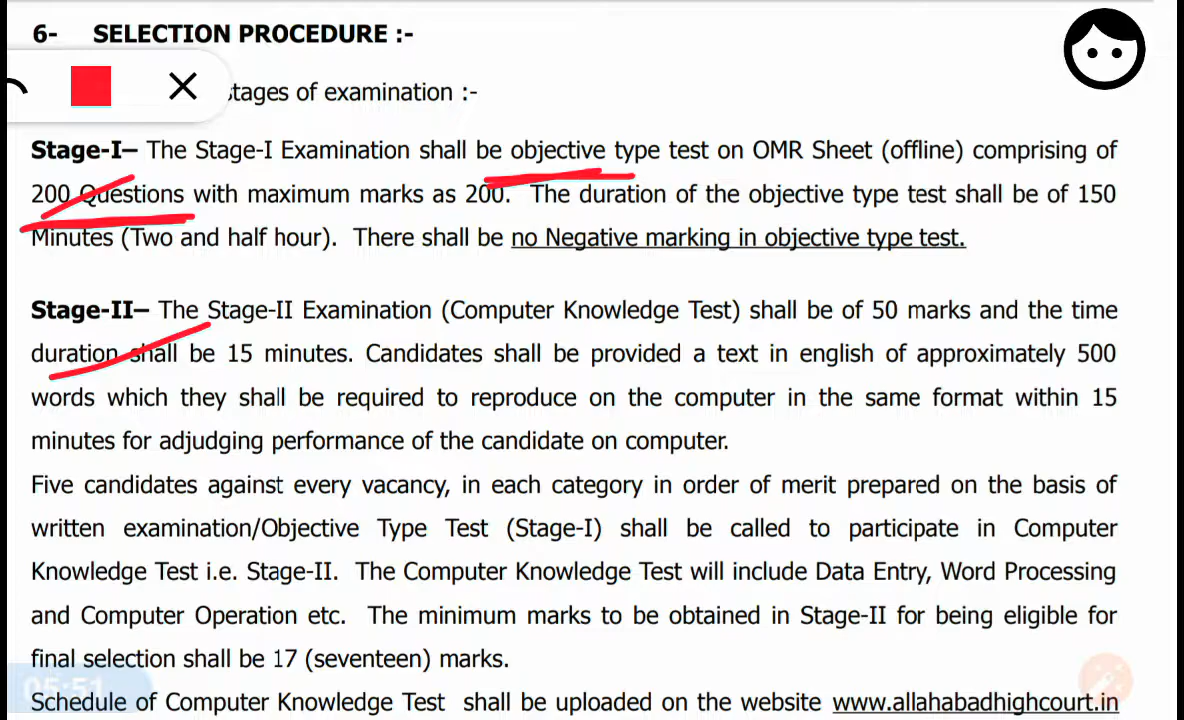 6- SELECTION PROCEDURE :-
stages of examination :-
Stage-I– The Stage-I Examination shall be objective type test on OMR Sheet (offline) comprising of
200 Questions with maximum marks as 200. The duration of the objective type test shall be of 150
Minutes (Two and half hour). There shall be no Negative marking in objective type test.
Stage-II– The Stage-II Examination (Computer Knowledge Test) shall be of 50 marks and the time
duration shall be 15 minutes. Candidates shall be provided a text in english of approximately 500
words which they shall be required to reproduce on the computer in the same format within 15
minutes for adjudging performance of the candidate on computer.
Five candidates against every vacancy, in each category in order of merit prepared on the basis of
written examination/Objective Type Test (Stage-I) shall be called to participate in Computer
Knowledge Test i.e. Stage-II. The Computer Knowledge Test will include Data Entry, Word Processing
and Computer Operation etc. The minimum marks to be obtained in Stage-II for being eligible for
final selection shall be 17 (seventeen) marks.
05:51
Schedule of Computer Knowledge Test shall be uploaded on the website www.allahabadhighcourt.in